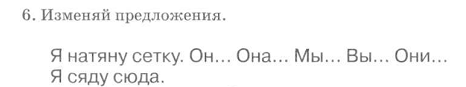 6. Изменяй предложения.
Я натяну сетку. Он... Она... Мы... Вы... Они...
Я сяду сюда.